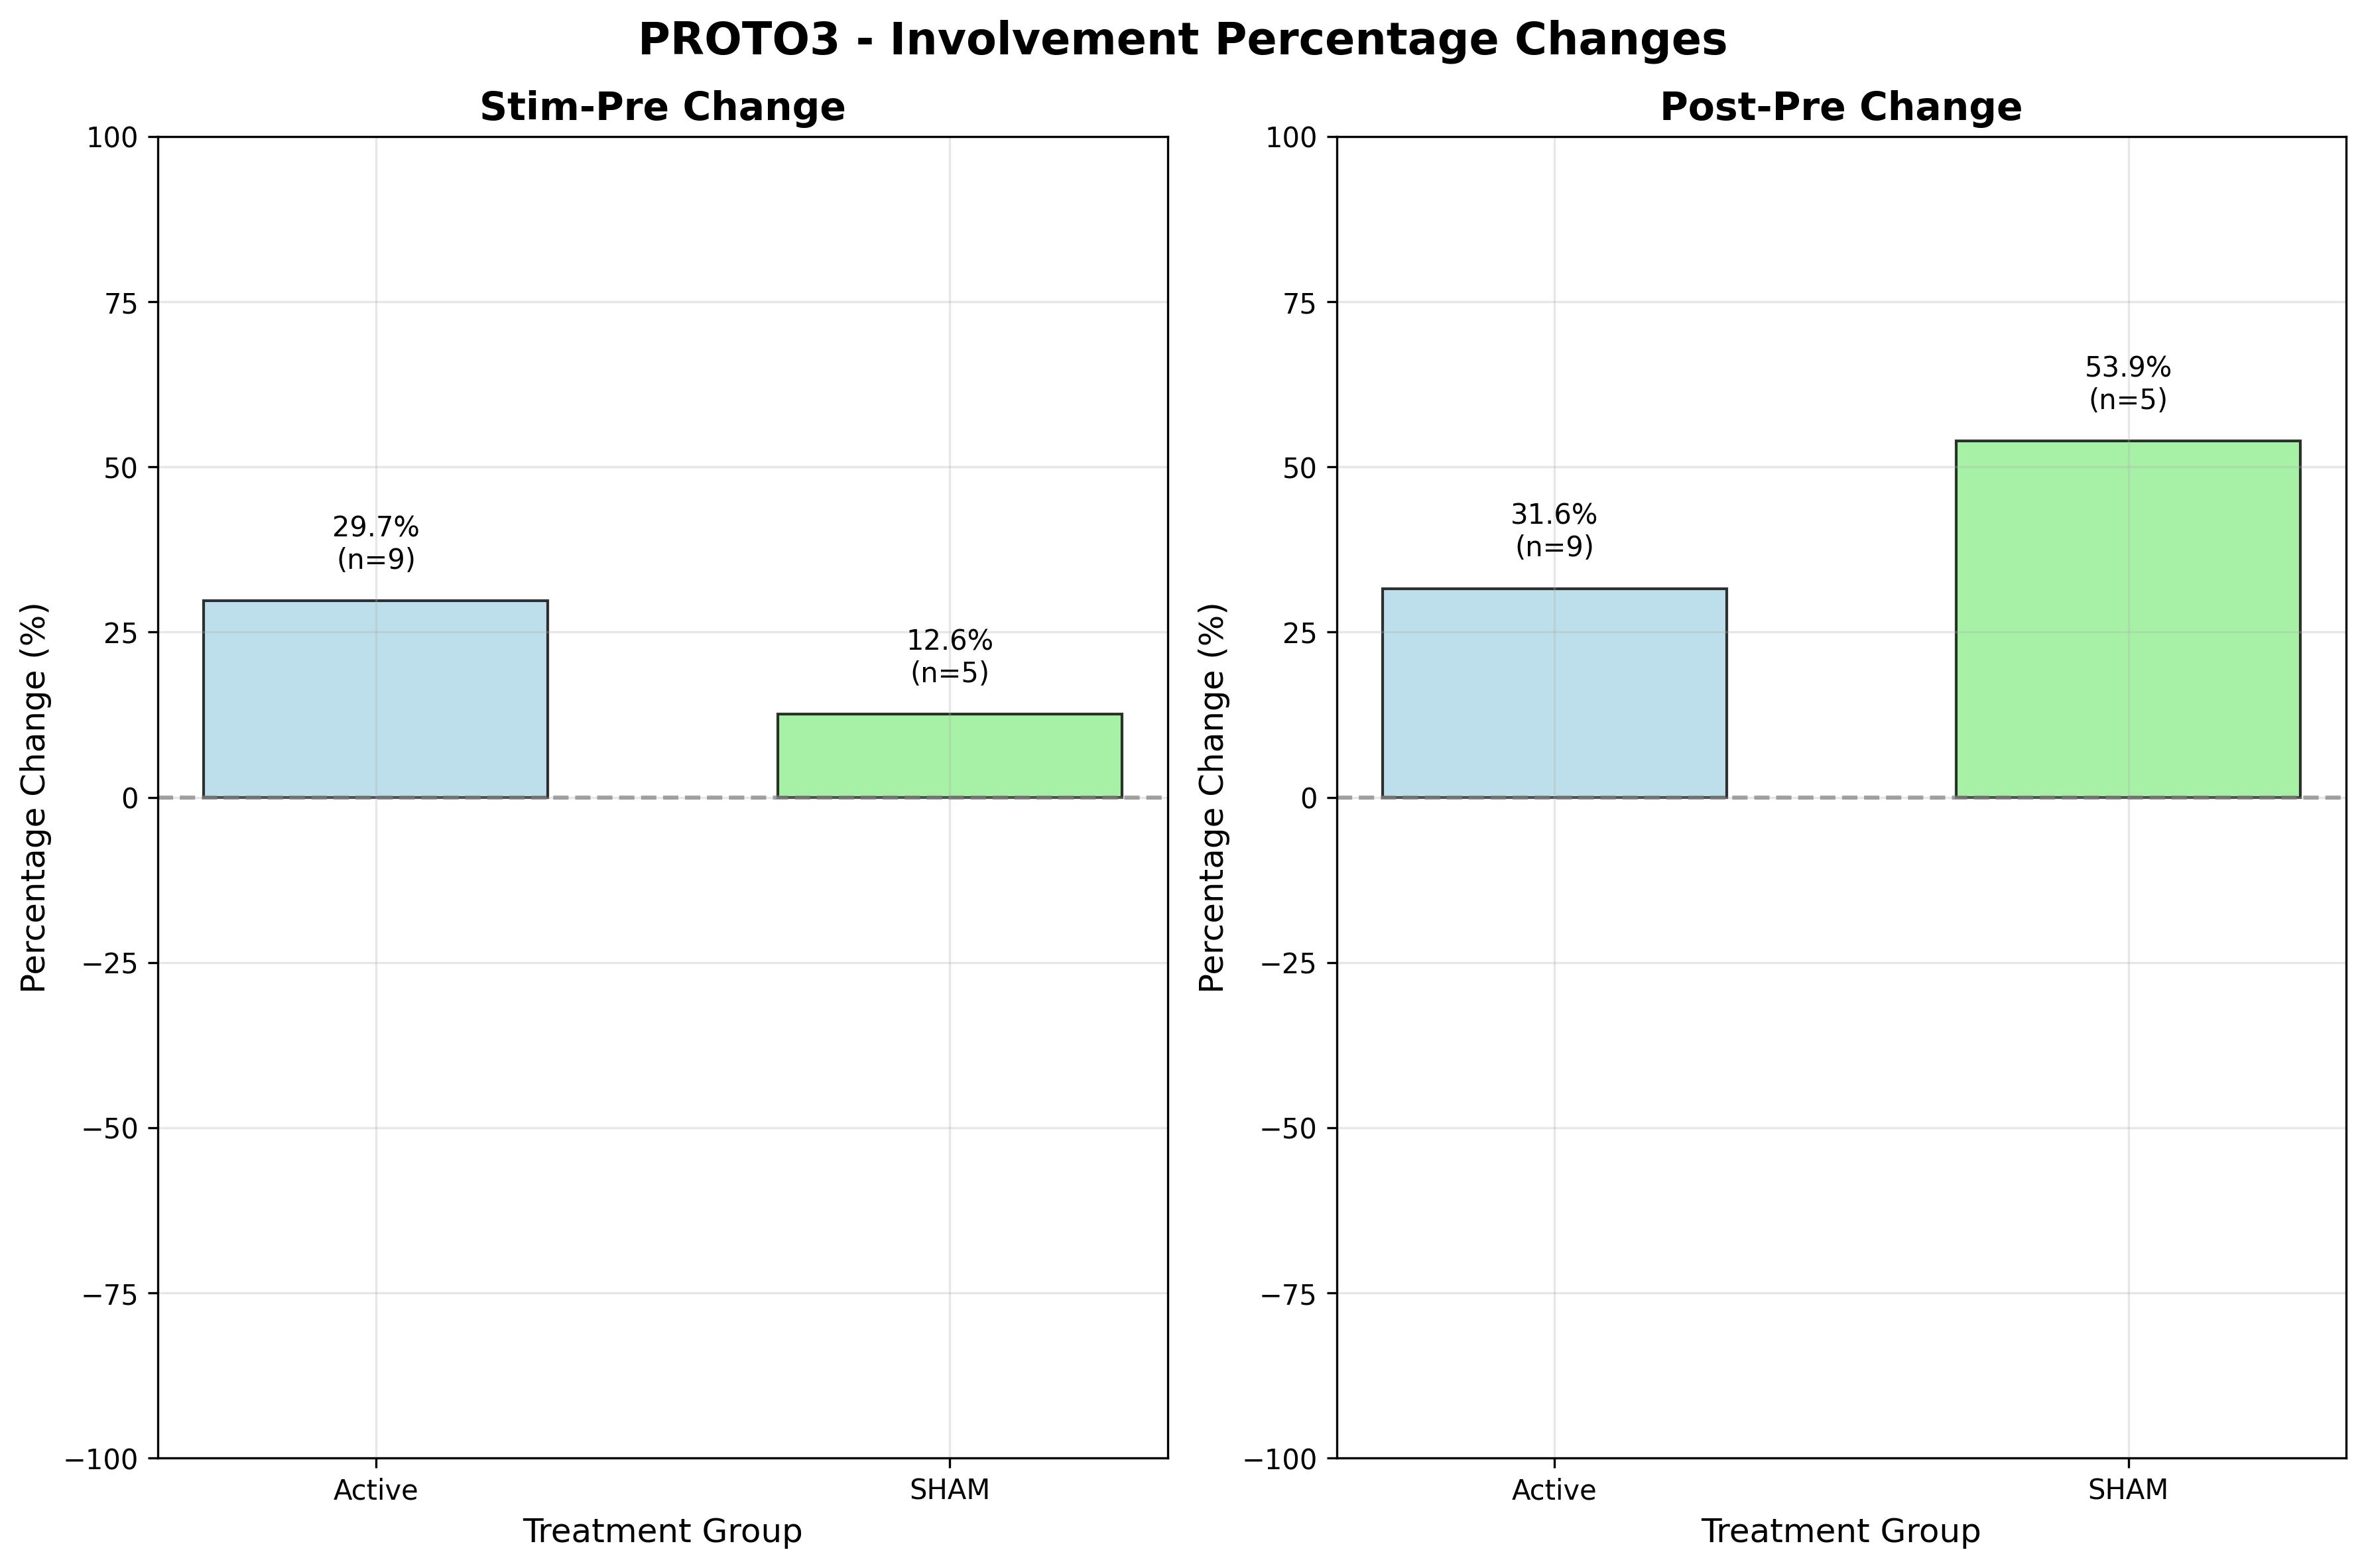 PROTO3 - Involvement Percentage Changes
Stim-Pre Change
Percentage Change (%)
100
75
50
25
0
−25
−50
−75
−100
29.7%
(n=9)
12.6%
(n=5)
Active
SHAM
Treatment Group
Post-Pre Change
Percentage Change (%)
100
75
50
25
0
−25
−50
−75
−100
31.6%
(n=9)
53.9%
(n=5)
Active
SHAM
Treatment Group